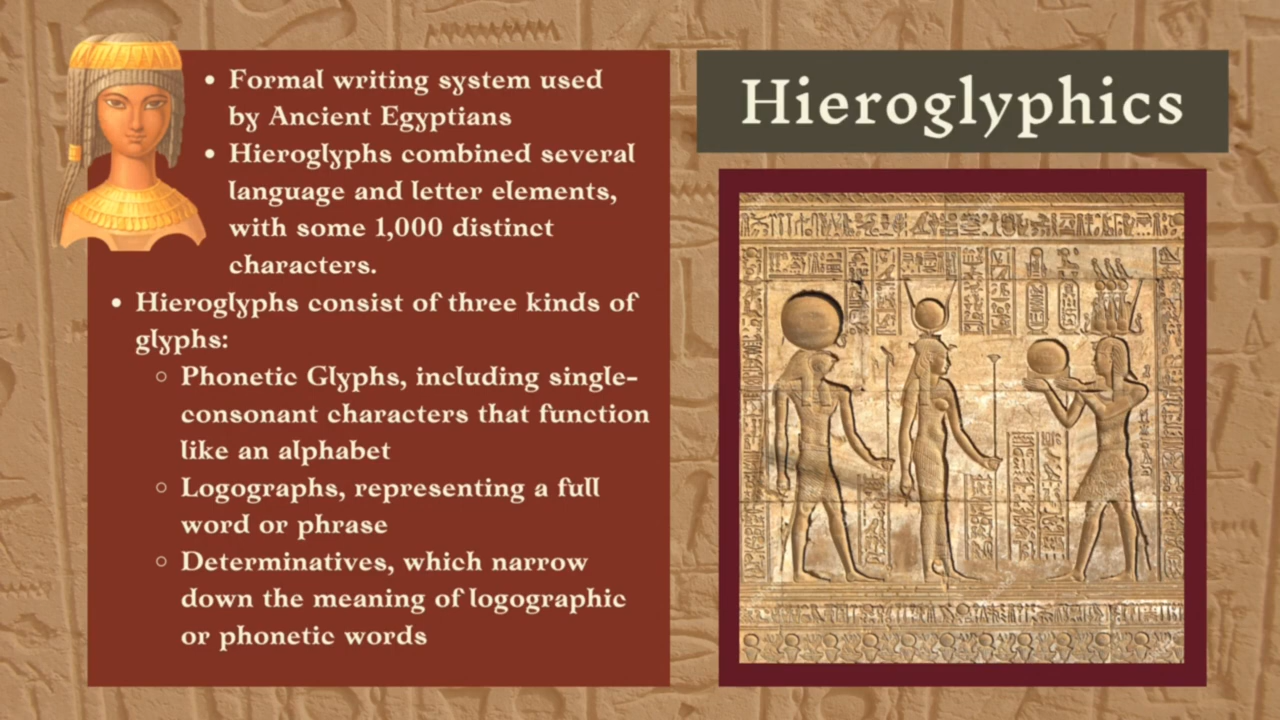 Hieroglyphics
• Formal writing system used
by Ancient Egyptians
• Hieroglyphs combined several
language and letter elements,
with some 1,000 distinct
characters.
• Hieroglyphs consist of three kinds of
glyphs:
○ Phonetic Glyphs, including single-
consonant characters that function
like an alphabet
○ Logographs, representing a full
word or phrase
○ Determinatives, which narrow
down the meaning of logographic
or phonetic words